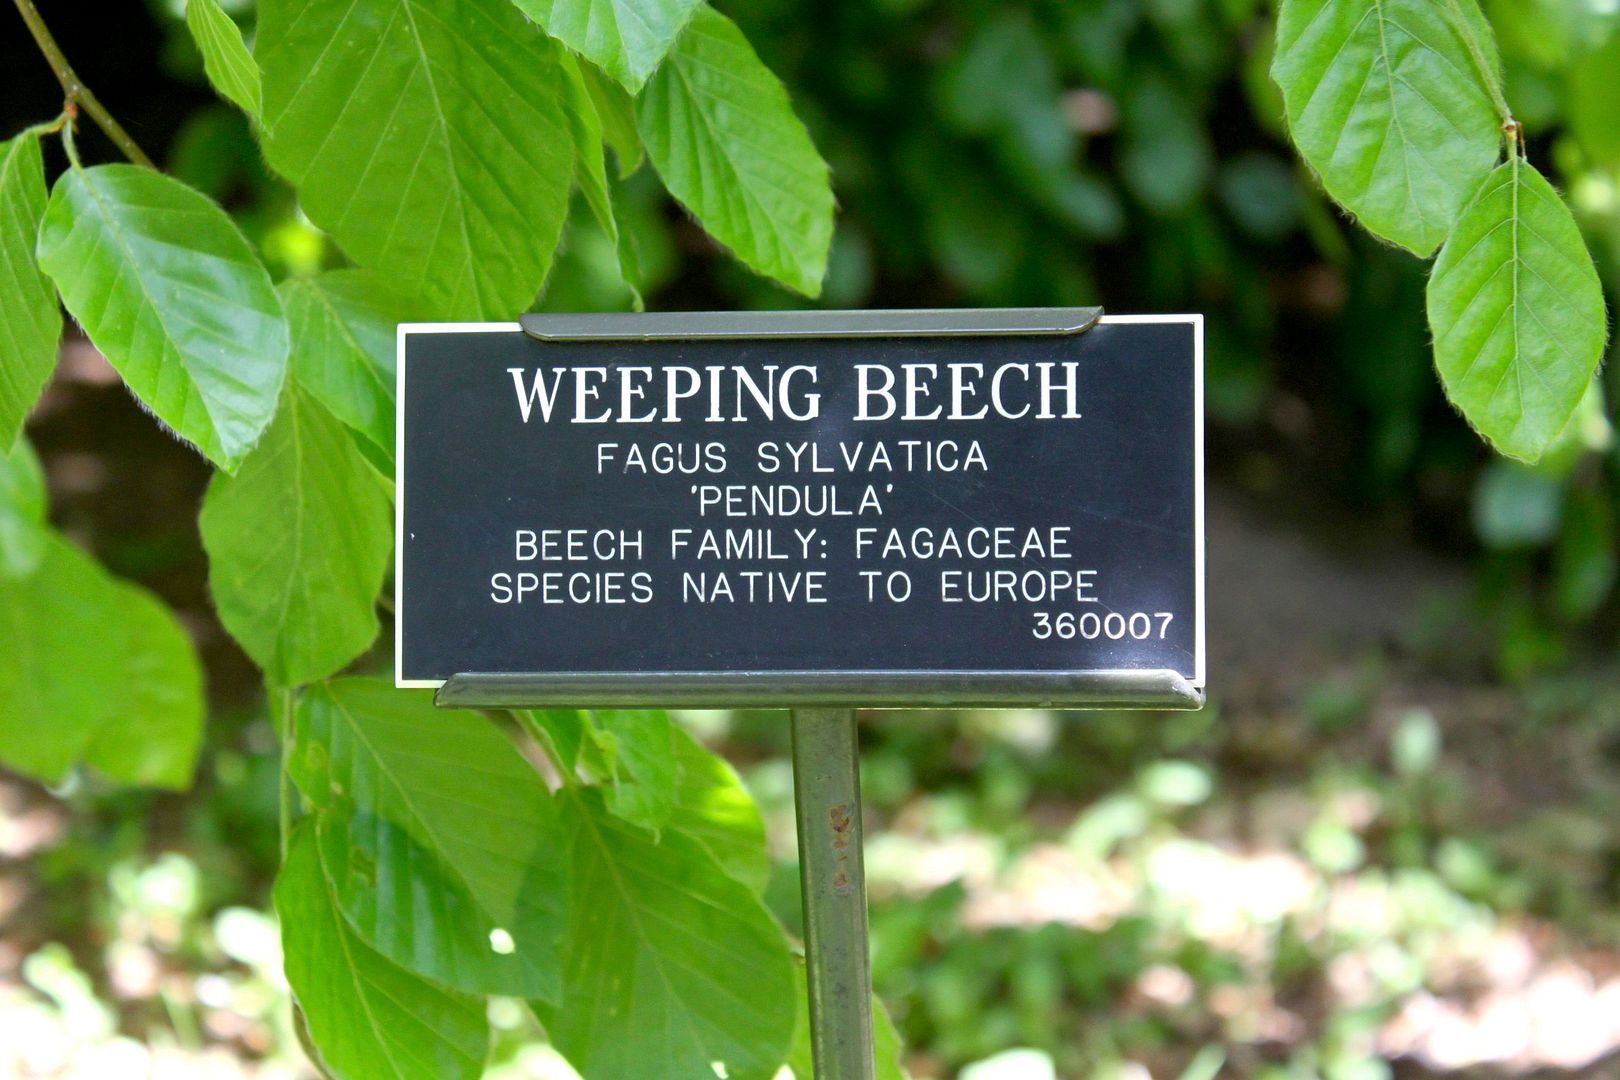 WEEPING BEECH
FAGUS SYLVATICA
'PENDULA'
BEECH FAMILY: FAGACEAE
SPECIES NATIVE TO EUROPE
360007